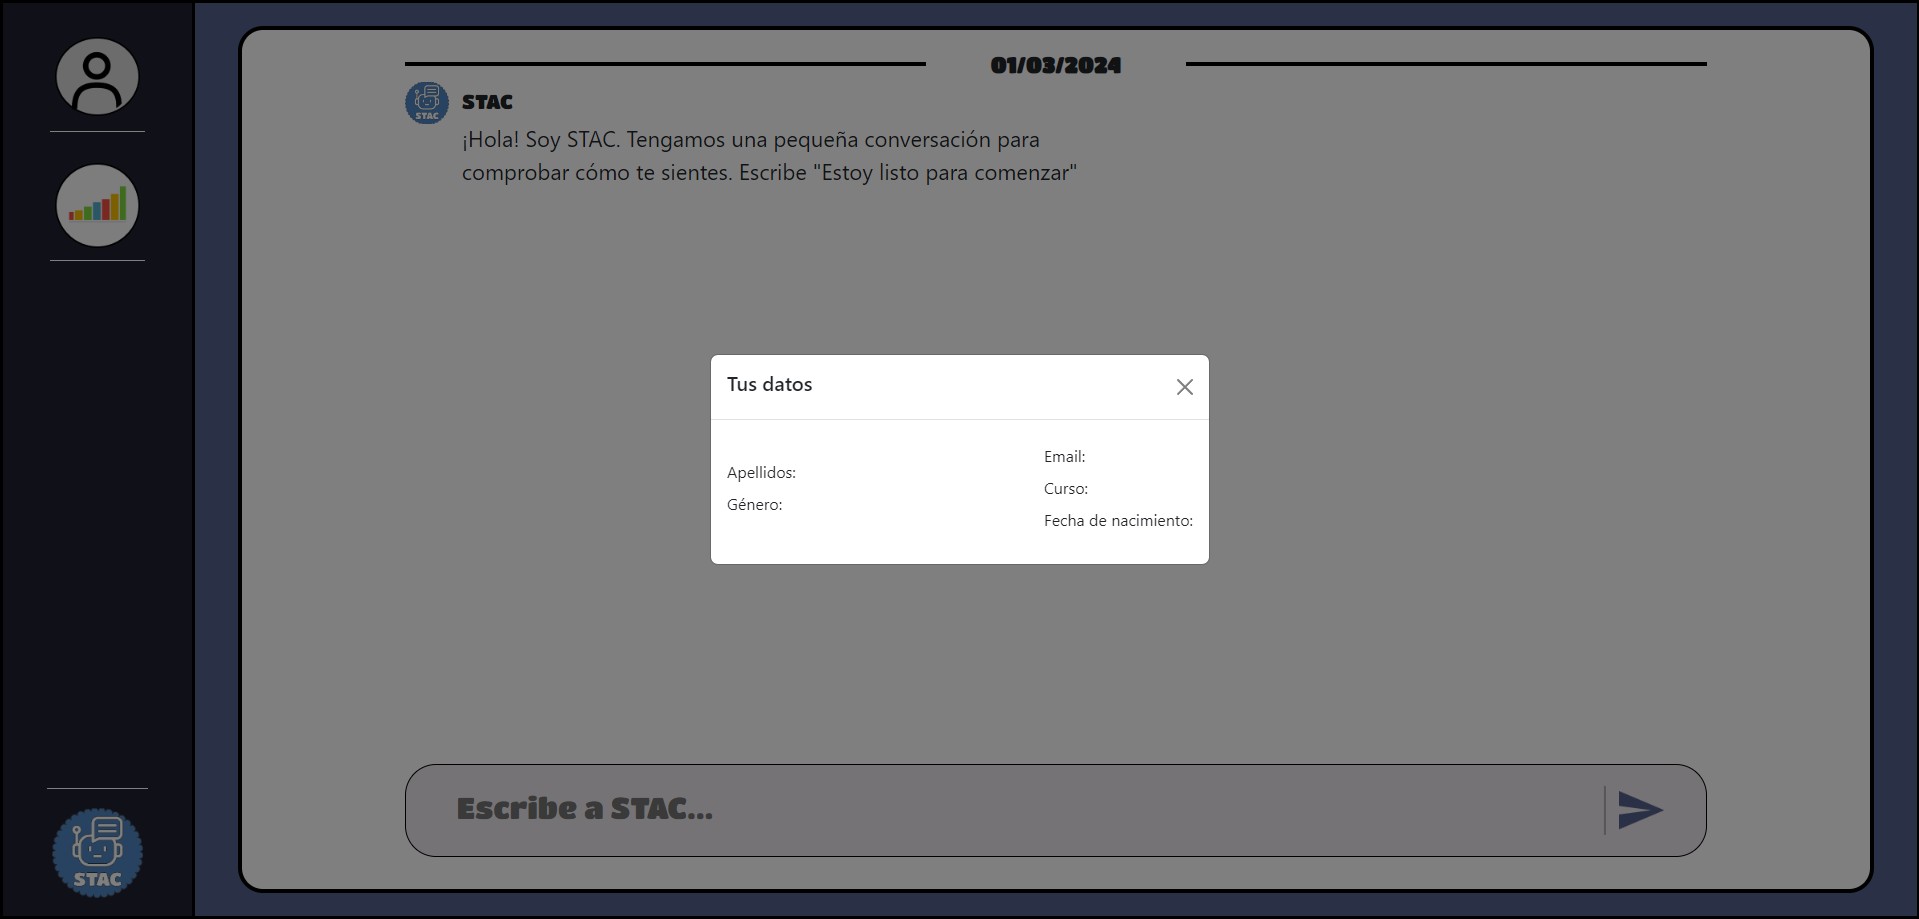 01/03/2024
STAC
STAC
¡Hola! Soy STAC. Tengamos una pequeña conversación para
comprobar cómo te sientes. Escribe "Estoy listo para comenzar"
Tus datos
Apellidos:
Género:
Email:
Curso:
Fecha de nacimiento:
Escribe a STAC...
STAC